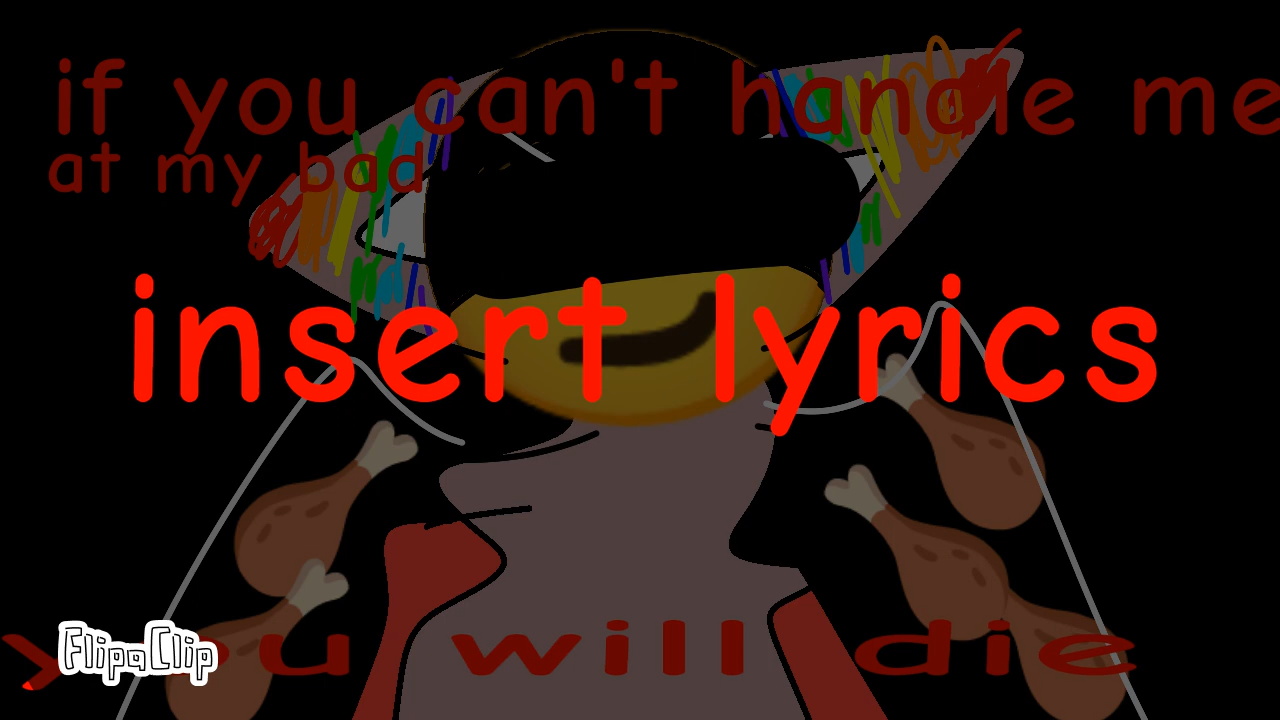 if you can't handle me
at my bad
insert lyrics
you will die
FlipaClip